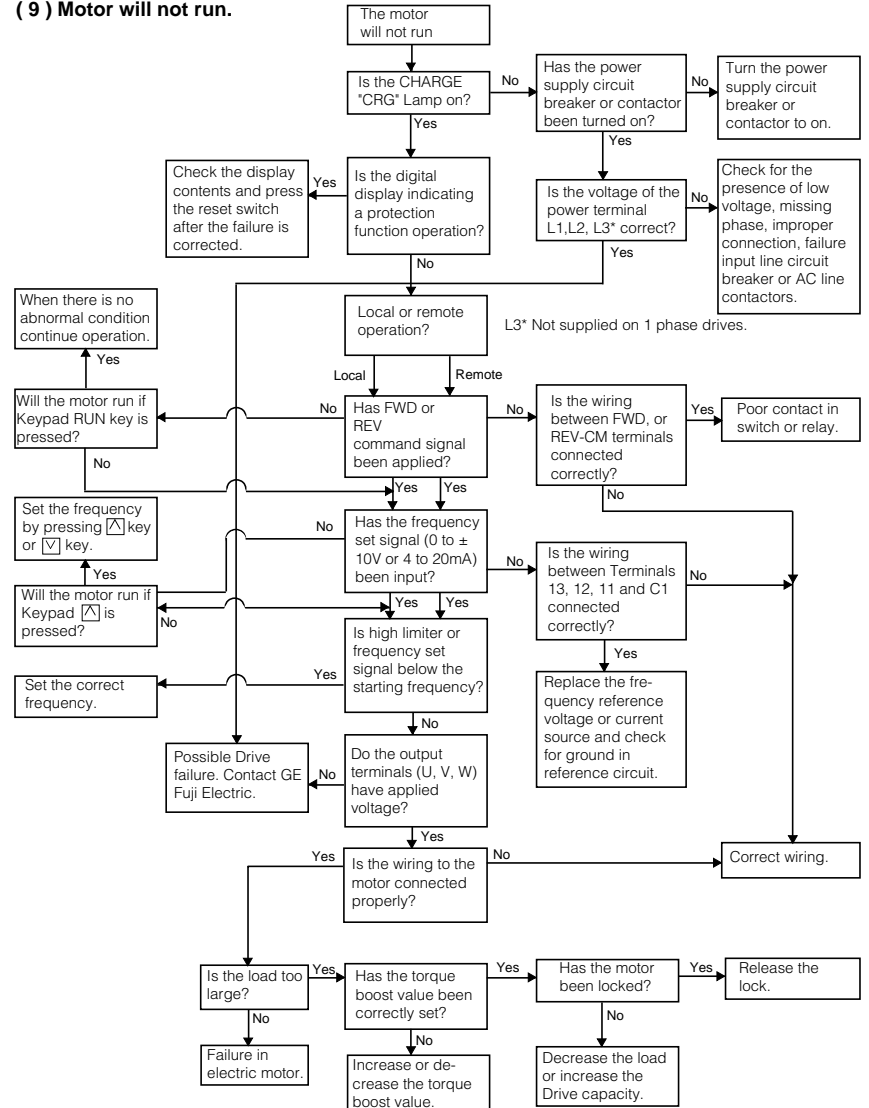 ( 9 ) Motor will not run.
The motor
will not run
Is the CHARGE
"CRG" Lamp on?
No
Has the power
supply circuit
breaker or contactor
been turned on?
No
Turn the power
supply circuit
breaker or
contactor to on.
Yes
Yes
Check the display
contents and press
the reset switch
after the failure is
corrected.
Yes
Is the digital
display indicating
a protection
function operation?
Is the voltage of the
power terminal
L1,L2, L3* correct?
No
Check for the
presence of low
voltage, missing
phase, improper
connection, failure
input line circuit
breaker or AC line
contactors.
No
Yes
When there is no
abnormal condition
continue operation.
Local or remote
operation?
L3* Not supplied on 1 phase drives.
Yes
Local
Remote
Will the motor run if
Keypad RUN key is
pressed?
No
Has FWD or
REV
command signal
been applied?
No
Is the wiring
between FWD, or
REV-CM terminals
connected
correctly?
Yes
Poor contact in
switch or relay.
No
Yes
Yes
No
Set the frequency
by pressing ⋀ key
or ⋁ key.
No
Has the frequency
set signal (0 to ±
10V or 4 to 20mA)
been input?
No
Is the wiring
between Terminals
13, 12, 11 and C1
connected
correctly?
No
Yes
Will the motor run if
Keypad ⋀ is
pressed?
No
Yes
Yes
Is high limiter or
frequency set
signal below the
starting frequency?
Yes
Yes
Set the correct
frequency.
Replace the fre-
quency reference
voltage or current
source and check
for ground in
reference circuit.
No
Possible Drive
failure. Contact GE
Fuji Electric.
No
Do the output
terminals (U, V, W)
have applied
voltage?
Yes
Yes
Is the wiring to the
motor connected
properly?
No
Correct wiring.
Is the load too
large?
Yes
Has the torque
boost value been
correctly set?
Yes
Has the motor
been locked?
Yes
Release the
lock.
No
No
No
Failure in
electric motor.
Increase or de-
crease the torque
boost value.
Decrease the load
or increase the
Drive capacity.